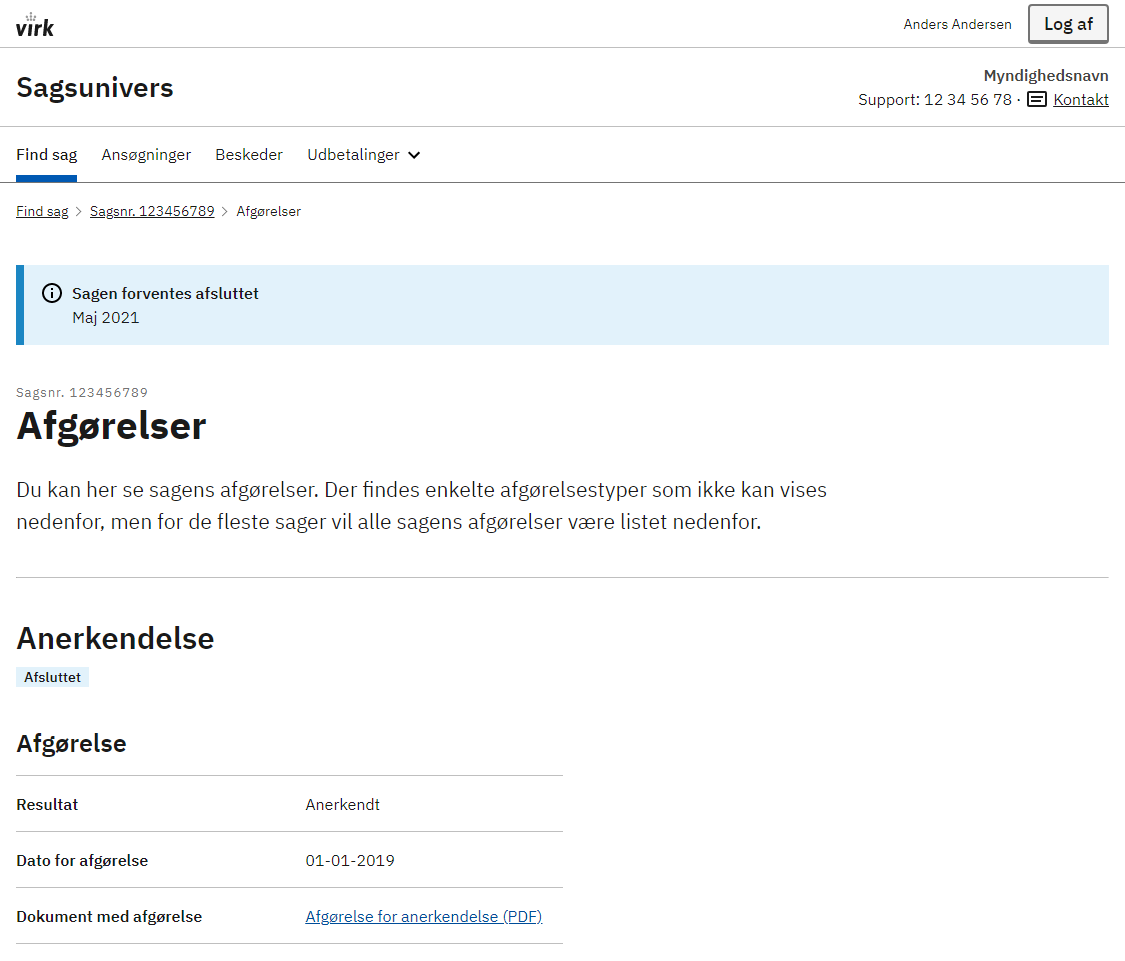 virk
Anders Andersen
Log af
Sagsunivers
Myndighedsnavn
Support: 12 34 56 78 · Kontakt
Find sag
Ansøgninger
Beskeder
Udbetalinger
Find sag > Sagsnr. 123456789 > Afgørelser
Sagen forventes afsluttet
Maj 2021
Sagsnr. 123456789
Afgørelser
Du kan her se sagens afgørelser. Der findes enkelte afgørelsestyper som ikke kan vises
nedenfor, men for de fleste sager vil alle sagens afgørelser være listet nedenfor.
Anerkendelse
Afsluttet
Afgørelse
Resultat Anerkendt
Dato for afgørelse 01-01-2019
Dokument med afgørelse Afgørelse for anerkendelse (PDF)